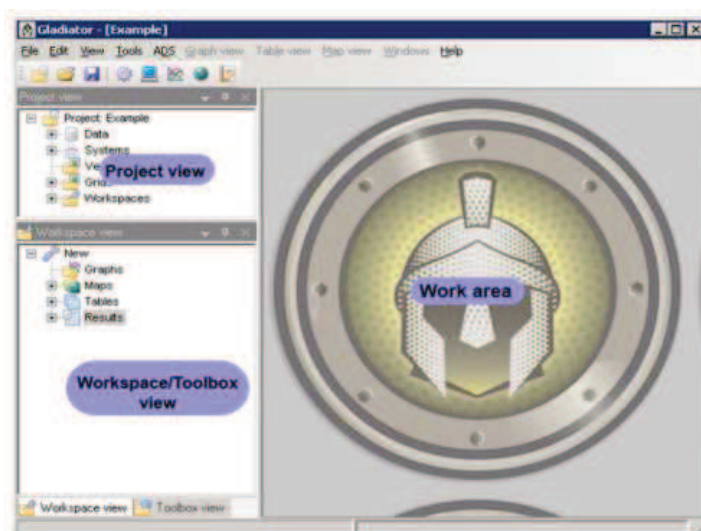 Gladiator - [Example]
File Edit View Tools ADS Graph view Table view Map view Windows Help
Project view
Project: Example
Data
Systems
Project view
Workspaces
Workspace view
New
Graphs
Maps
Tables
Results
Work area
Workspace/Toolbox
view
Workspace view Toolbox view